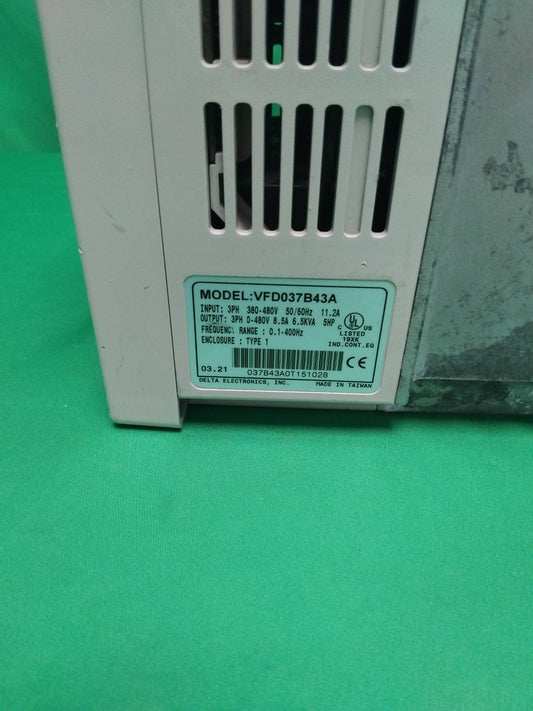 MODEL:VFD037B43A
INPUT: 3PH 380-480V 50/60Hz 11.2A
OUTPUT: 3PH 0-480V 8.5A 6.5KVA 5HP
FREQUENCY RANGE : 0.1-400Hz
ENCLOSURE : TYPE 1
C UL US
LISTED
19XK
IND.CONT.EQ
03.21
037B43A0T151028
CE
DELTA ELECTRONICS, INC. MADE IN TAIWAN